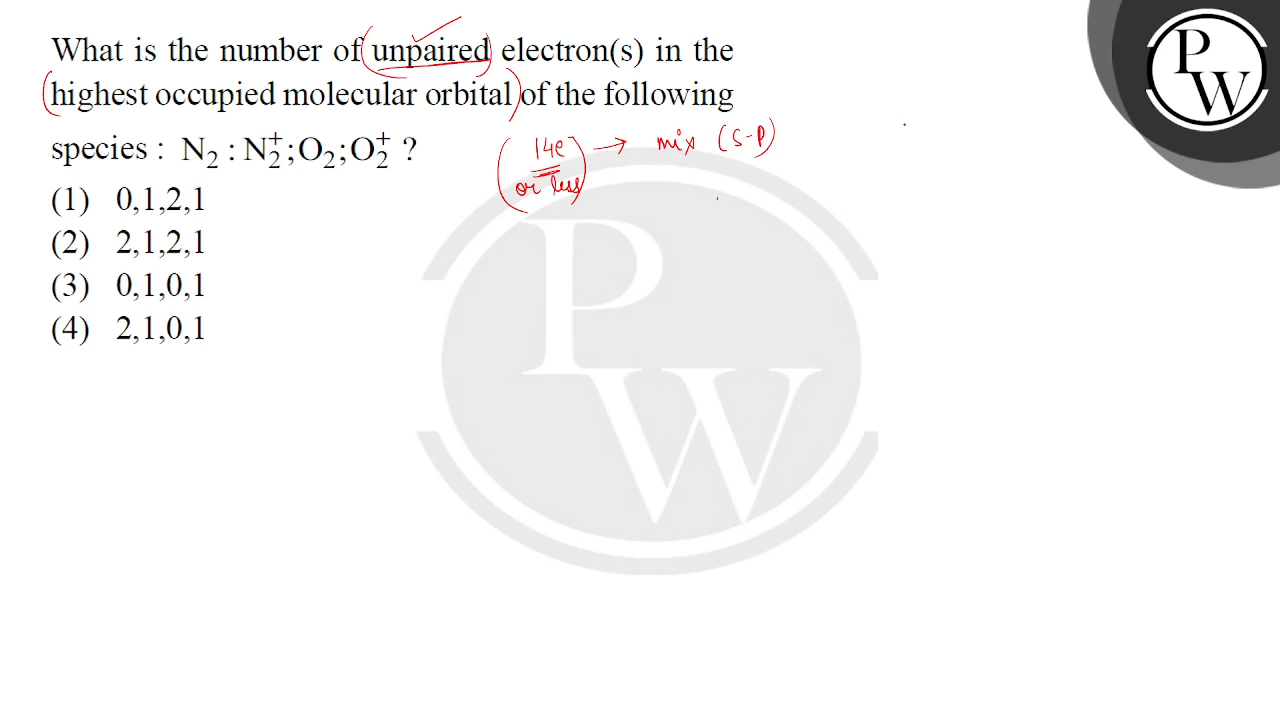 What is the number of unpaired electron(s) in the
highest occupied molecular orbital of the following
species : N₂ : N₂⁺; O₂; O₂⁺ ?
(14e or less) → mix (s-p)
(1) 0,1,2,1
(2) 2,1,2,1
(3) 0,1,0,1
(4) 2,1,0,1
P
W
P
W